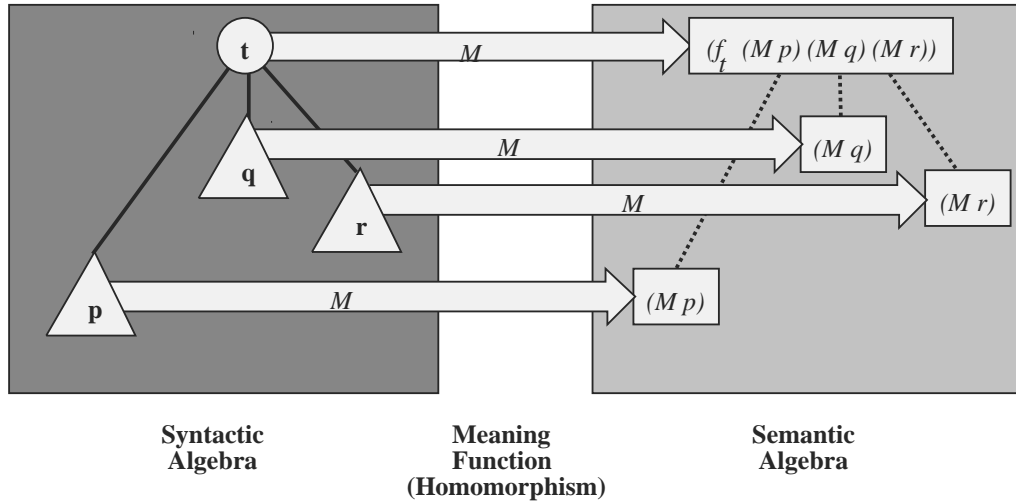 t
M
(f_t (M p) (M q) (M r))
q
M
(M q)
r
M
(M r)
p
M
(M p)
Syntactic
Algebra
Meaning
Function
(Homomorphism)
Semantic
Algebra